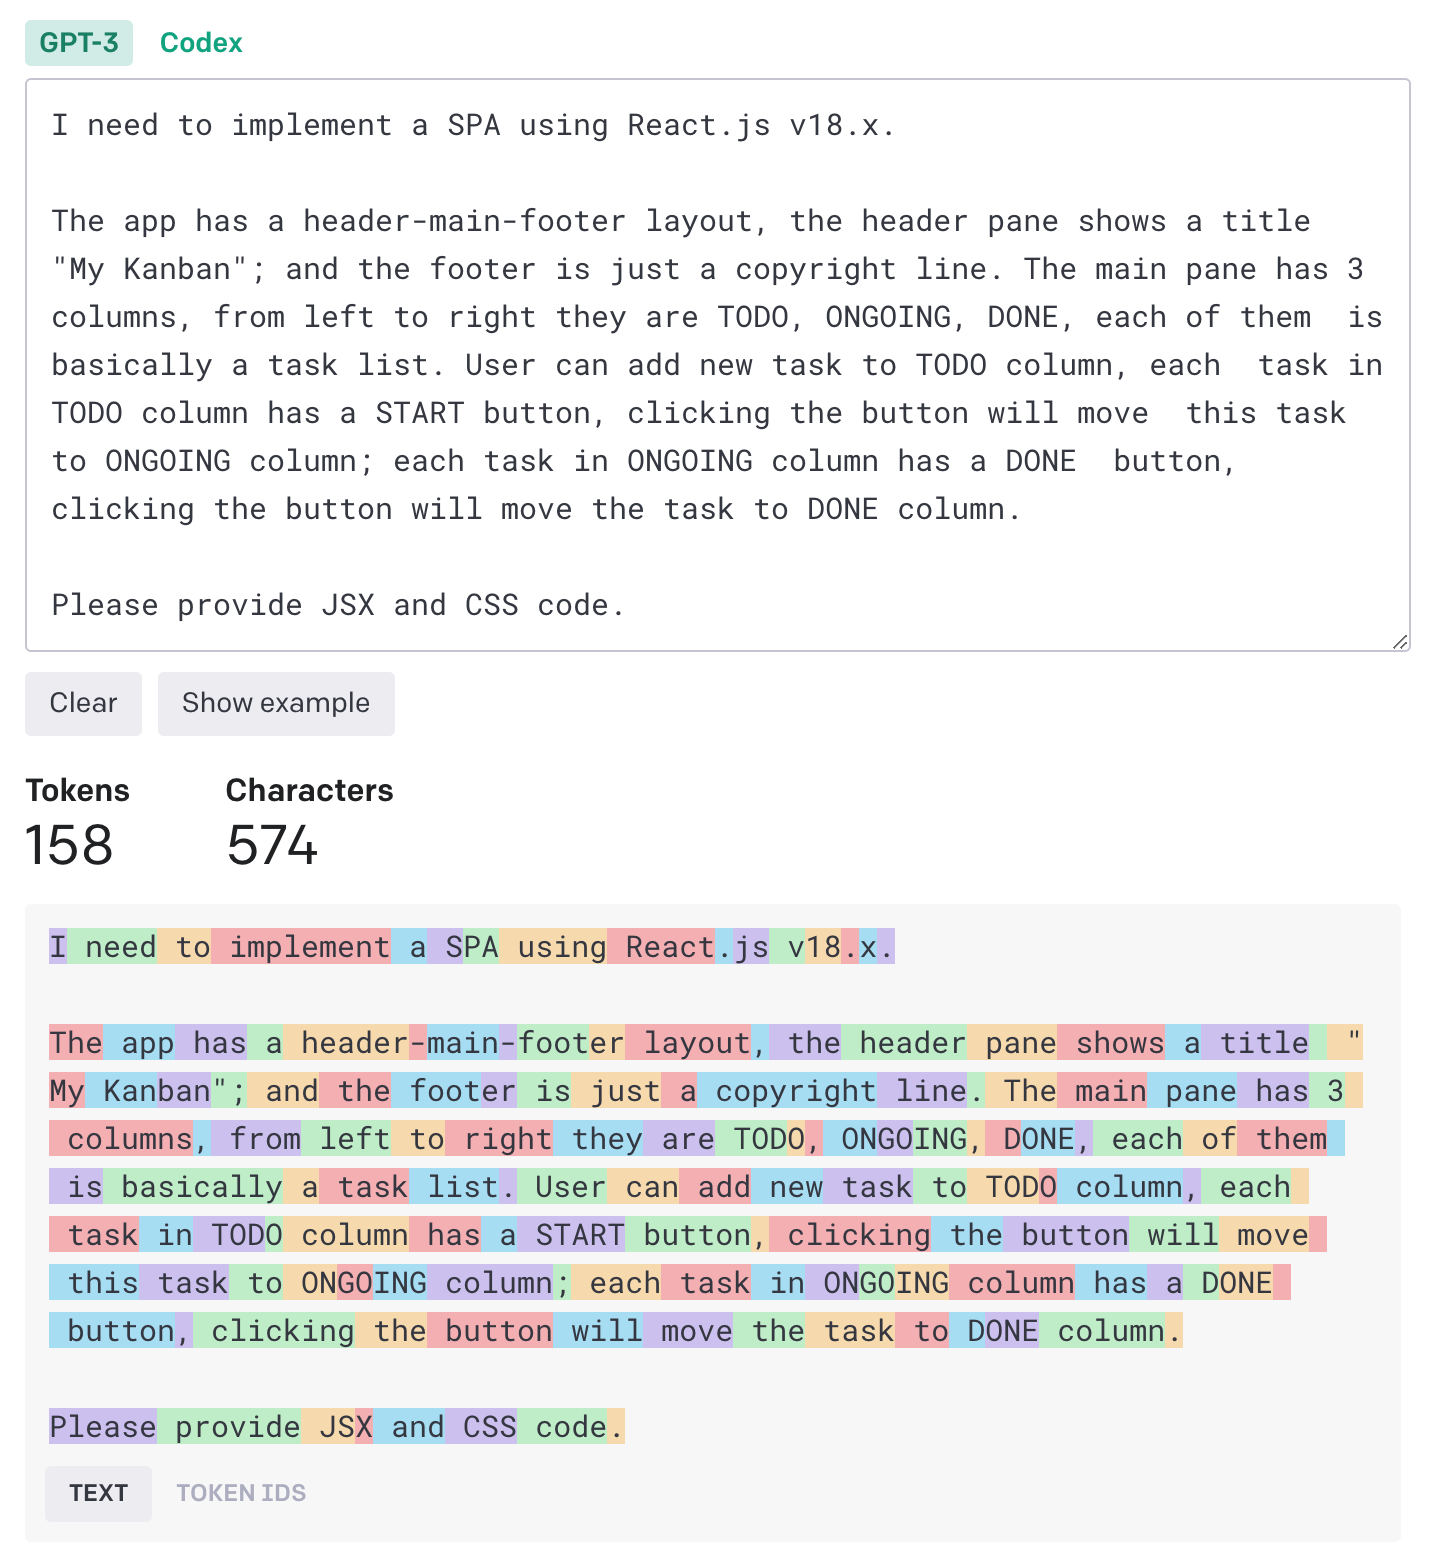 GPT-3 Codex
I need to implement a SPA using React.js v18.x.

The app has a header-main-footer layout, the header pane shows a title
"My Kanban"; and the footer is just a copyright line. The main pane has 3
columns, from left to right they are TODO, ONGOING, DONE, each of them  is
basically a task list. User can add new task to TODO column, each  task in
TODO column has a START button, clicking the button will move  this task
to ONGOING column; each task in ONGOING column has a DONE  button,
clicking the button will move the task to DONE column.

Please provide JSX and CSS code.
Clear Show example
Tokens Characters
158 574
I need to implement a SPA using React.js v18.x.

The app has a header-main-footer layout, the header pane shows a title  "
My Kanban"; and the footer is just a copyright line. The main pane has 3
columns, from left to right they are TODO, ONGOING, DONE, each of them
is basically a task list. User can add new task to TODO column, each
task in TODO column has a START button, clicking the button will move
this task to ONGOING column; each task in ONGOING column has a DONE
button, clicking the button will move the task to DONE column.

Please provide JSX and CSS code.
TEXT TOKEN IDS